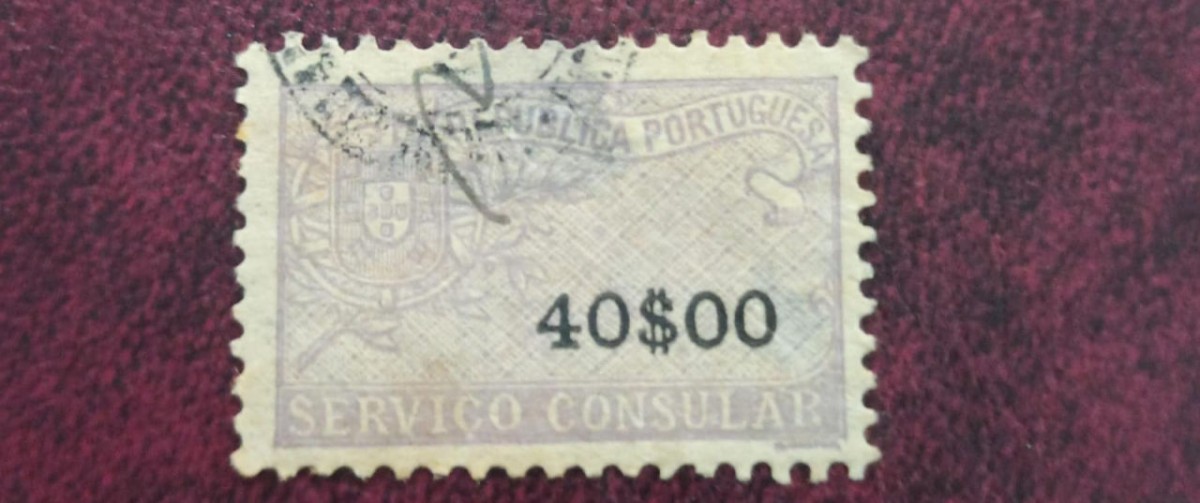 REPUBLICA PORTUGUESA
40$00
SERVIÇO CONSULAR